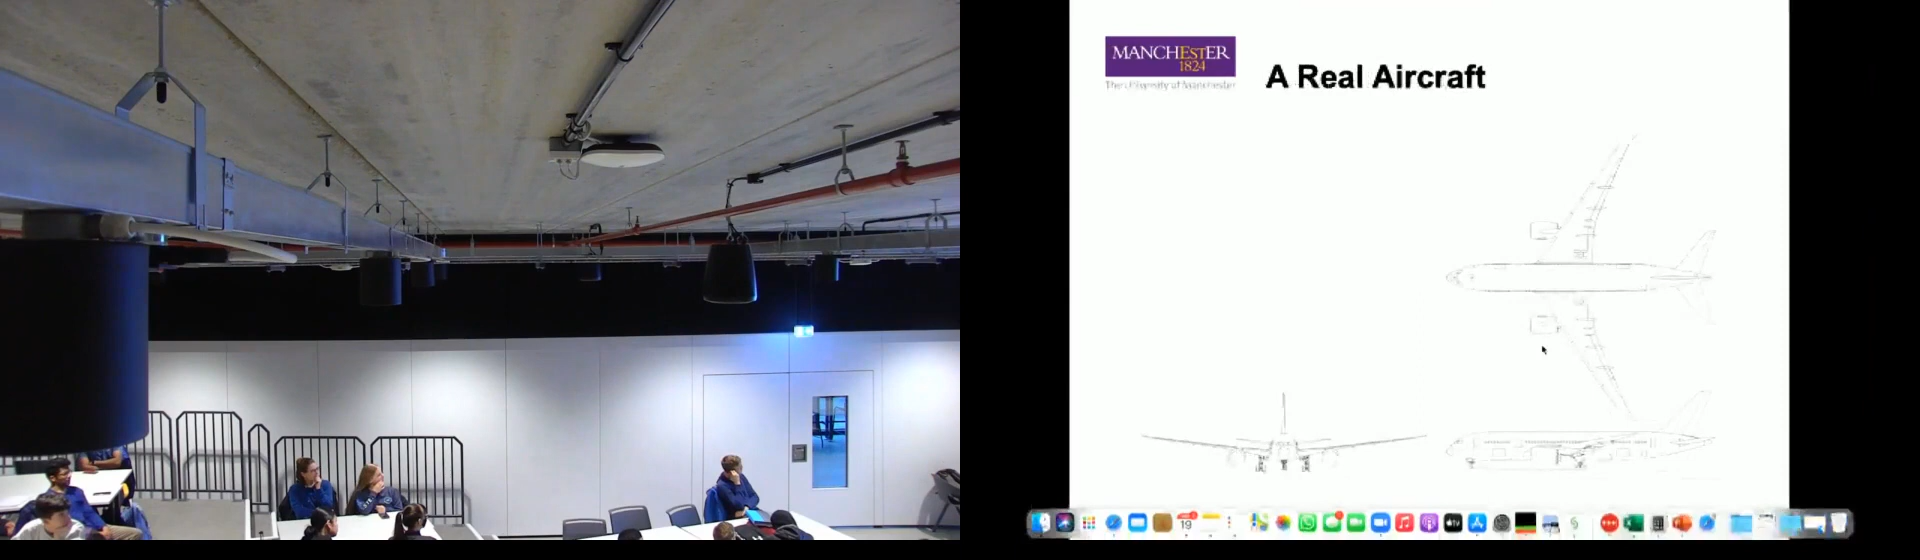 MANCHESTER
1824
The University of Manchester
A Real Aircraft
19